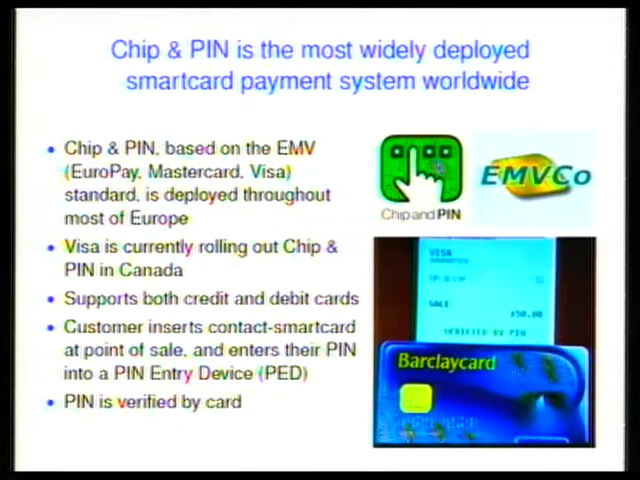 Chip & PIN is the most widely deployed
smartcard payment system worldwide
• Chip & PIN, based on the EMV
(EuroPay, Mastercard, Visa)
standard, is deployed throughout
most of Europe
• Visa is currently rolling out Chip &
PIN in Canada
• Supports both credit and debit cards
• Customer inserts contact-smartcard
at point of sale, and enters their PIN
into a PIN Entry Device (PED)
• PIN is verified by card
Chip and PIN
EMVCo
VISA
SALE
VERIFIED BY PIN
Barclaycard